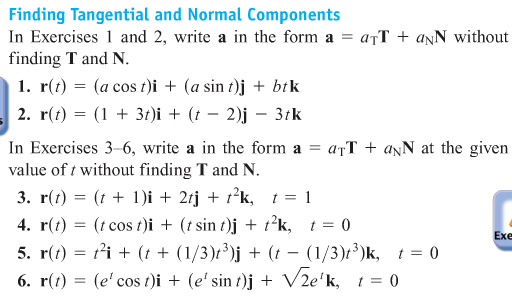 Finding Tangential and Normal Components
In Exercises 1 and 2, write a in the form a = a_T T + a_N N without
finding T and N.
1. r(t) = (a cos t)i + (a sin t)j + btk
2. r(t) = (1 + 3t)i + (t − 2)j − 3tk
In Exercises 3–6, write a in the form a = a_T T + a_N N at the given
value of t without finding T and N.
3. r(t) = (t + 1)i + 2tj + t²k, t = 1
4. r(t) = (t cos t)i + (t sin t)j + t²k, t = 0
5. r(t) = t²i + (t + (1/3)t³)j + (t − (1/3)t³)k, t = 0
6. r(t) = (eᵗ cos t)i + (eᵗ sin t)j + √2eᵗk, t = 0